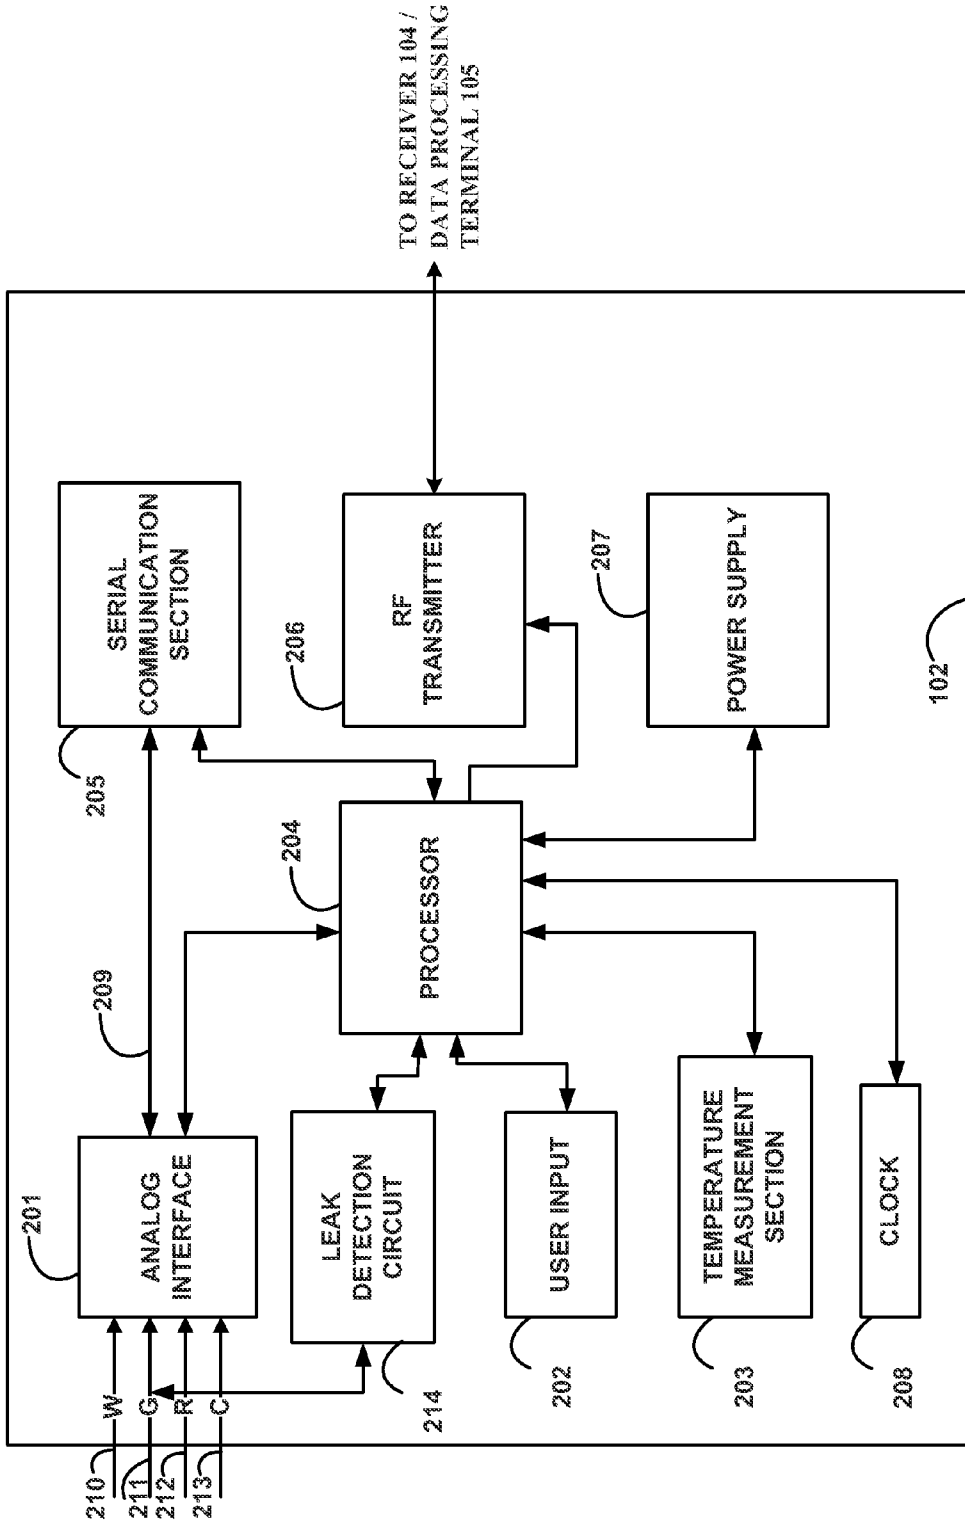 TO RECEIVER 104 /
DATA PROCESSING
TERMINAL 105
210
W
211
G
212
R
213
C
201
ANALOG
INTERFACE
209
205
SERIAL
COMMUNICATION
SECTION
214
LEAK
DETECTION
CIRCUIT
204
PROCESSOR
206
RF
TRANSMITTER
202
USER INPUT
207
POWER SUPPLY
203
TEMPERATURE
MEASUREMENT
SECTION
208
CLOCK
102